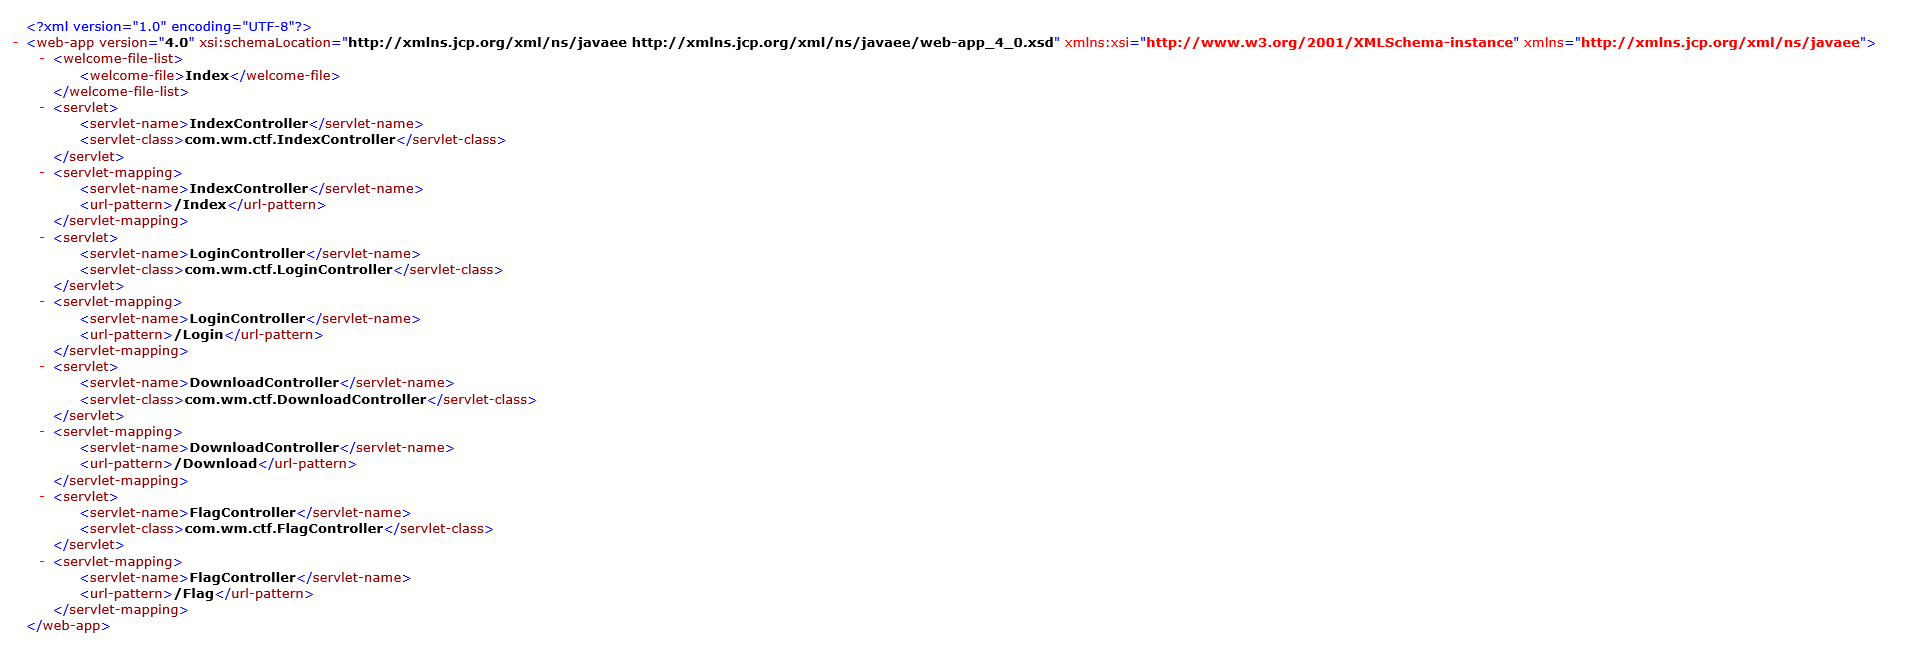 <?xml version="1.0" encoding="UTF-8"?>
- <web-app version="4.0" xsi:schemaLocation="http://xmlns.jcp.org/xml/ns/javaee http://xmlns.jcp.org/xml/ns/javaee/web-app_4_0.xsd" xmlns:xsi="http://www.w3.org/2001/XMLSchema-instance" xmlns="http://xmlns.jcp.org/xml/ns/javaee">
- <welcome-file-list>
<welcome-file>Index</welcome-file>
</welcome-file-list>
- <servlet>
<servlet-name>IndexController</servlet-name>
<servlet-class>com.wm.ctf.IndexController</servlet-class>
</servlet>
- <servlet-mapping>
<servlet-name>IndexController</servlet-name>
<url-pattern>/Index</url-pattern>
</servlet-mapping>
- <servlet>
<servlet-name>LoginController</servlet-name>
<servlet-class>com.wm.ctf.LoginController</servlet-class>
</servlet>
- <servlet-mapping>
<servlet-name>LoginController</servlet-name>
<url-pattern>/Login</url-pattern>
</servlet-mapping>
- <servlet>
<servlet-name>DownloadController</servlet-name>
<servlet-class>com.wm.ctf.DownloadController</servlet-class>
</servlet>
- <servlet-mapping>
<servlet-name>DownloadController</servlet-name>
<url-pattern>/Download</url-pattern>
</servlet-mapping>
- <servlet>
<servlet-name>FlagController</servlet-name>
<servlet-class>com.wm.ctf.FlagController</servlet-class>
</servlet>
- <servlet-mapping>
<servlet-name>FlagController</servlet-name>
<url-pattern>/Flag</url-pattern>
</servlet-mapping>
</web-app>